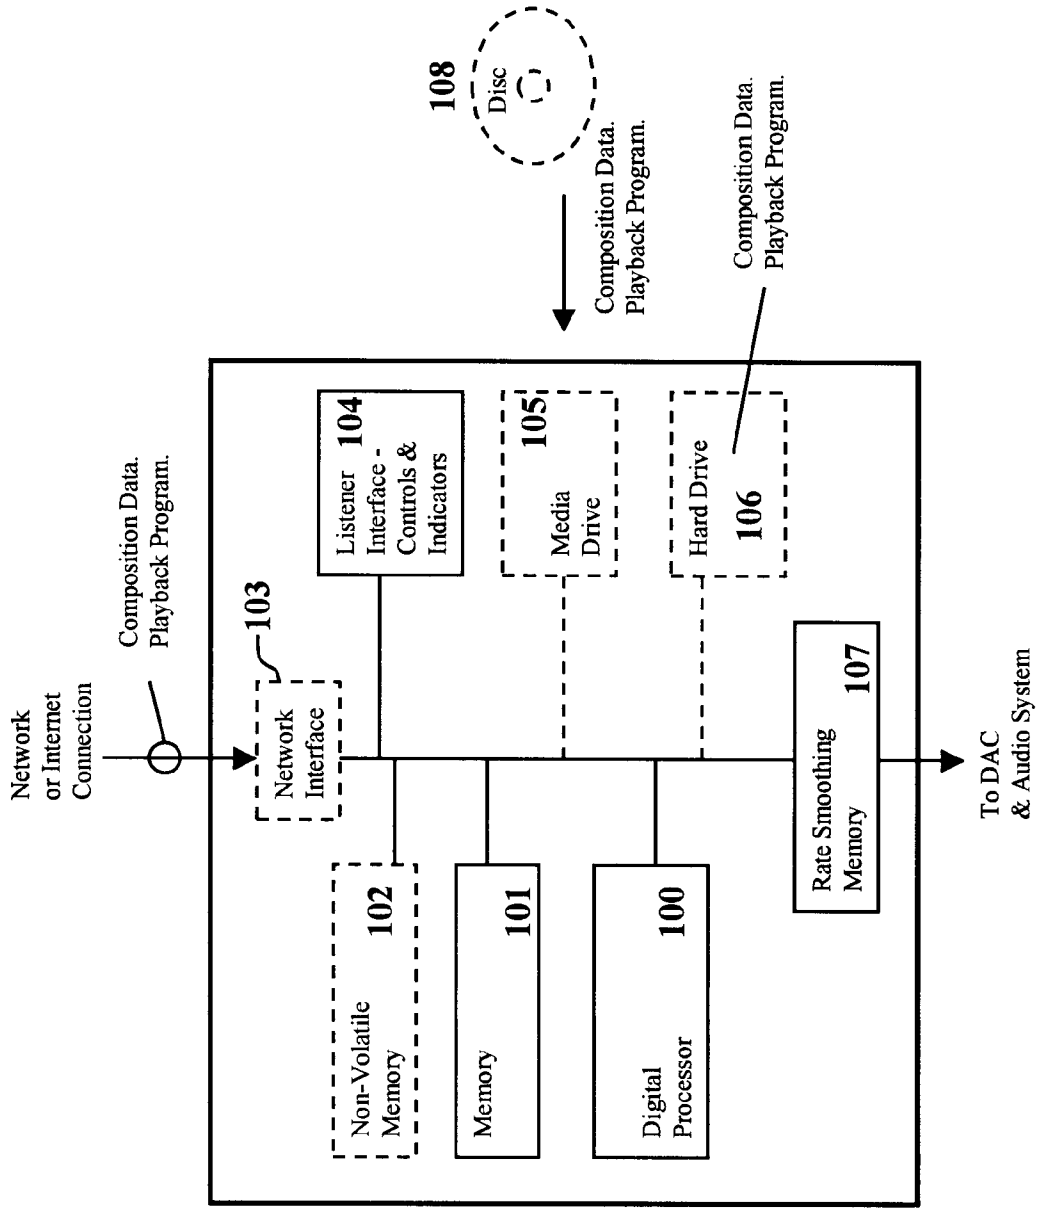 Network
or Internet
Connection
Composition Data.
Playback Program.
103
Network
Interface
Non-Volatile
Memory
102
Listener
Interface -
Controls &
Indicators
104
Memory
101
Media
Drive
105
Digital
Processor
100
Hard Drive
106
Rate Smoothing
Memory
107
To DAC
& Audio System
108
Disc
Composition Data.
Playback Program.
Composition Data.
Playback Program.